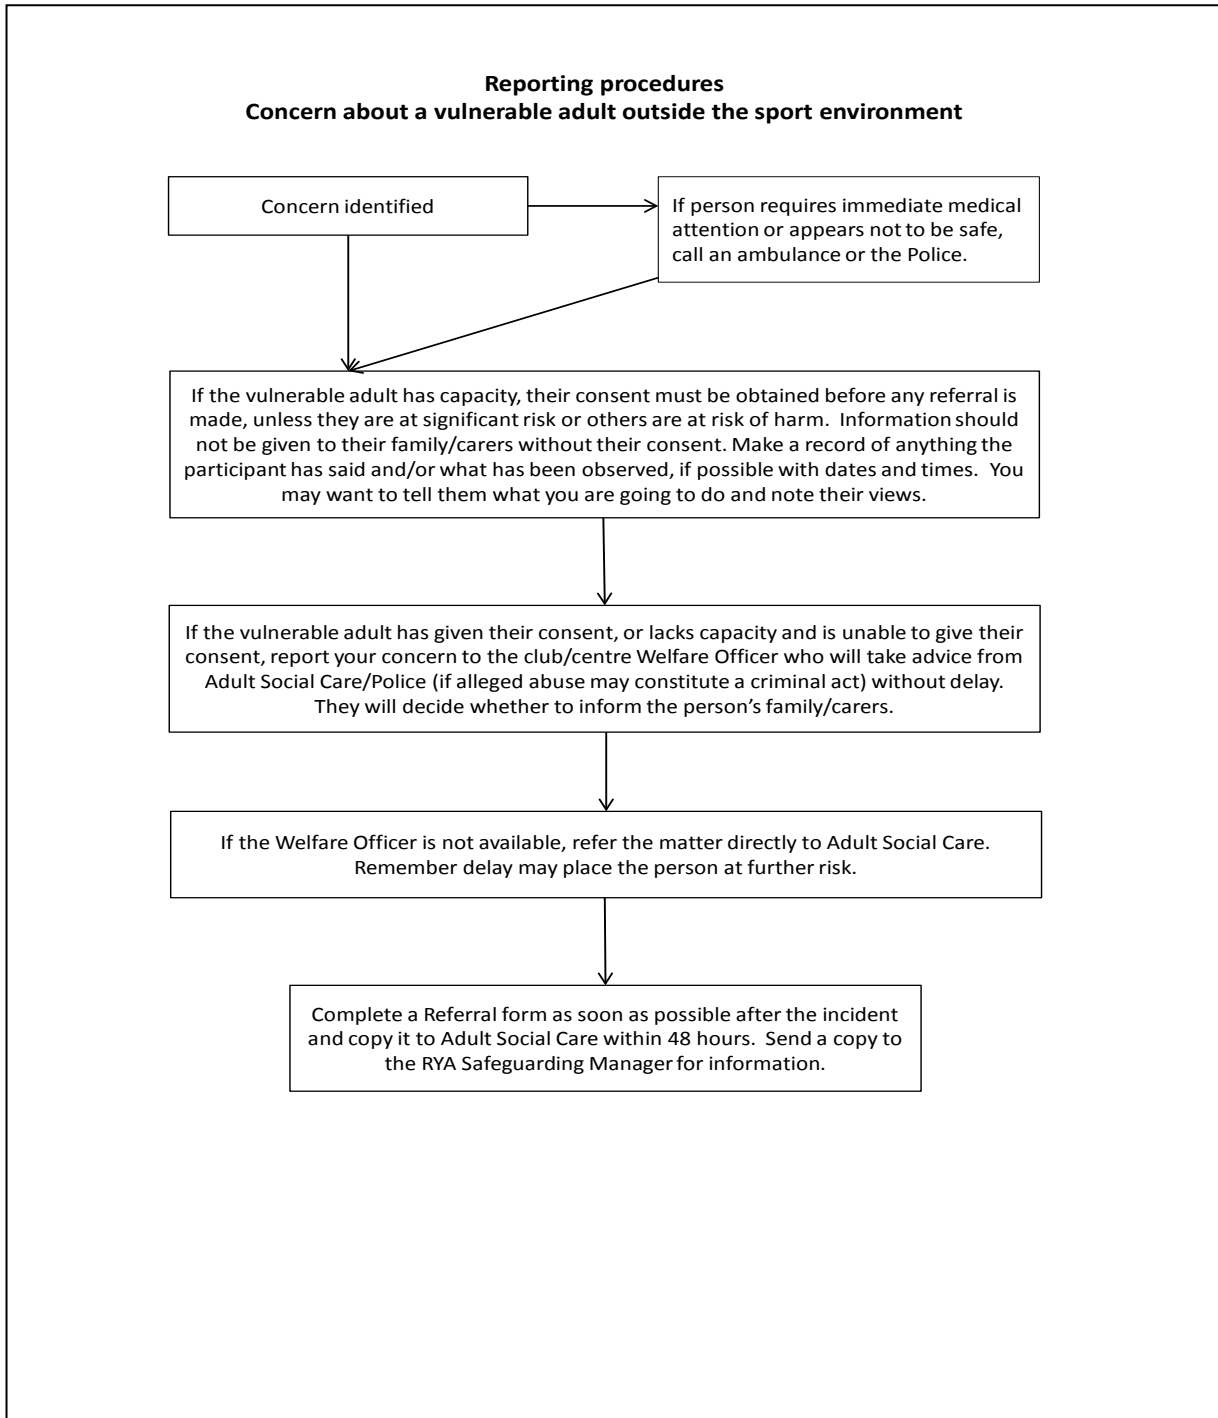 Reporting procedures
Concern about a vulnerable adult outside the sport environment
Concern identified
If person requires immediate medical
attention or appears not to be safe,
call an ambulance or the Police.
If the vulnerable adult has capacity, their consent must be obtained before any referral is
made, unless they are at significant risk or others are at risk of harm.  Information should
not be given to their family/carers without their consent. Make a record of anything the
participant has said and/or what has been observed, if possible with dates and times.  You
may want to tell them what you are going to do and note their views.
If the vulnerable adult has given their consent, or lacks capacity and is unable to give their
consent, report your concern to the club/centre Welfare Officer who will take advice from
Adult Social Care/Police (if alleged abuse may constitute a criminal act) without delay.
They will decide whether to inform the person’s family/carers.
If the Welfare Officer is not available, refer the matter directly to Adult Social Care.
Remember delay may place the person at further risk.
Complete a Referral form as soon as possible after the incident
and copy it to Adult Social Care within 48 hours.  Send a copy to
the RYA Safeguarding Manager for information.